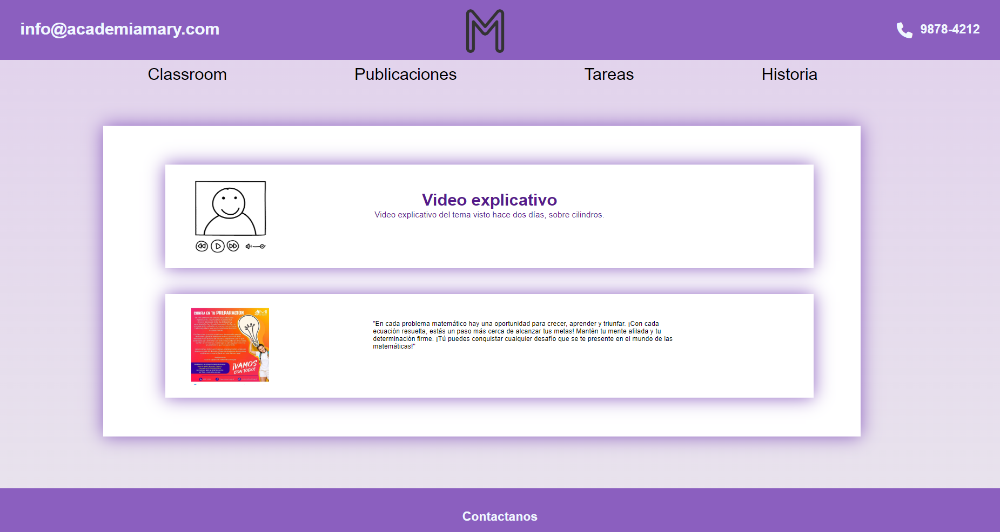 info@academiamary.com
M
9878-4212
Classroom
Publicaciones
Tareas
Historia
Video explicativo
Video explicativo del tema visto hace dos días, sobre cilindros.
CONFÍA EN TU PREPARACIÓN
¡VAMOS
CON TODO!
"En cada problema matemático hay una oportunidad para crecer, aprender y triunfar. ¡Con cada
ecuación resuelta, estás un paso más cerca de alcanzar tus metas! Mantén tu mente afilada y tu
determinación firme. ¡Tú puedes conquistar cualquier desafío que se te presente en el mundo de las
matemáticas!"
Contactanos